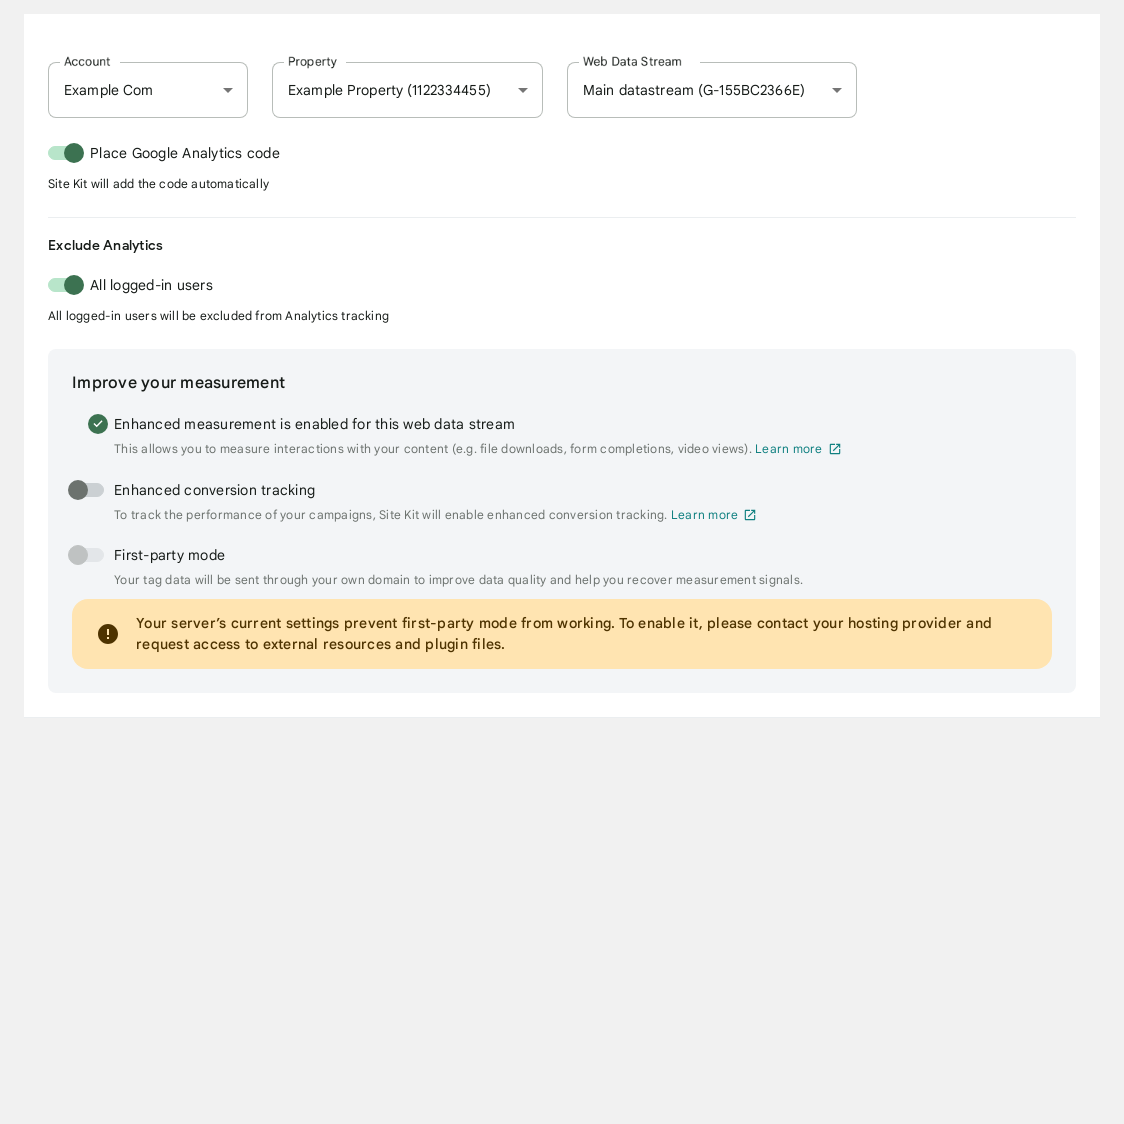 Account
Property
Web Data Stream
Example Com
Example Property (1122334455)
Main datastream (G-155BC2366E)
Place Google Analytics code
Site Kit will add the code automatically
Exclude Analytics
All logged-in users
All logged-in users will be excluded from Analytics tracking
Improve your measurement
Enhanced measurement is enabled for this web data stream
This allows you to measure interactions with your content (e.g. file downloads, form completions, video views). Learn more
Enhanced conversion tracking
To track the performance of your campaigns, Site Kit will enable enhanced conversion tracking. Learn more
First-party mode
Your tag data will be sent through your own domain to improve data quality and help you recover measurement signals.
Your server’s current settings prevent first-party mode from working. To enable it, please contact your hosting provider and
request access to external resources and plugin files.